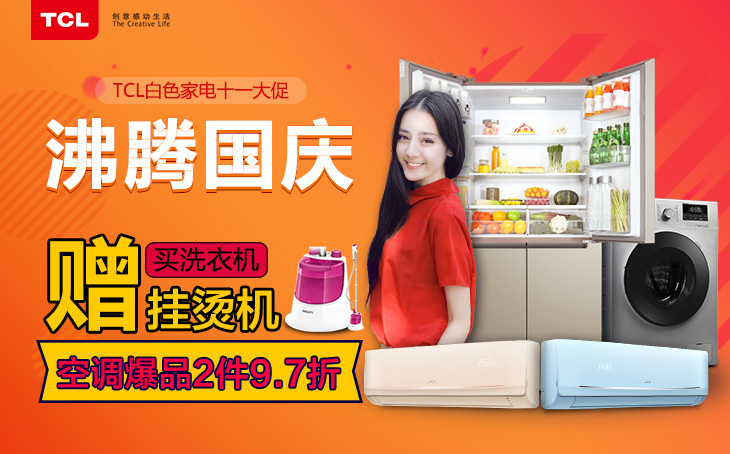 TCL
创意感动生活
The Creative Life
TCL白色家电十一大促
沸腾国庆
赠
买洗衣机
挂烫机
空调爆品2件9.7折